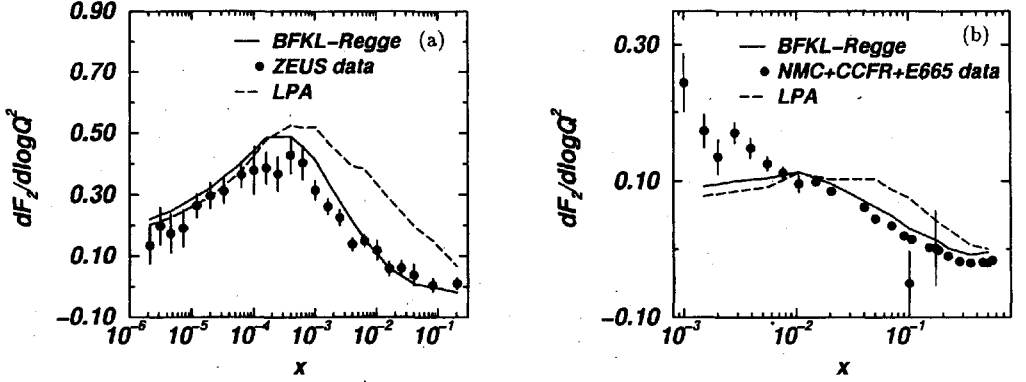 0.90
0.70
0.50
0.30
0.10
−0.10
dF₂/dlogQ²
BFKL−Regge (a)
ZEUS data
LPA
10⁻⁶ 10⁻⁵ 10⁻⁴ 10⁻³ 10⁻² 10⁻¹
x
0.30
0.10
−0.10
dF₂/dlogQ²
(b)
BFKL−Regge
NMC+CCFR+E665 data
LPA
10⁻³ 10⁻² 10⁻¹
x